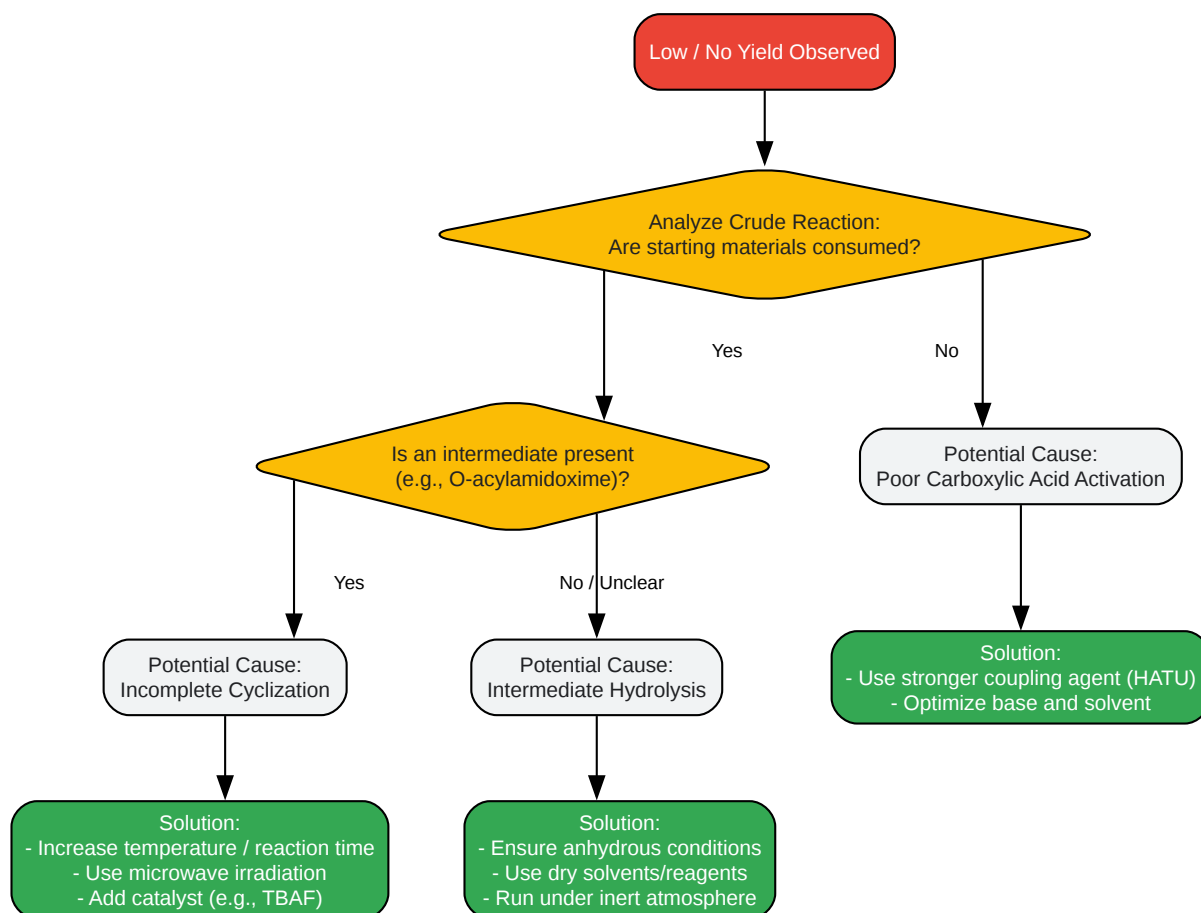 Low / No Yield Observed
Analyze Crude Reaction:
Are starting materials consumed?
Yes
No
Is an intermediate present
(e.g., O-acylamidoxime)?
Potential Cause:
Poor Carboxylic Acid Activation
Yes
No / Unclear
Potential Cause:
Incomplete Cyclization
Potential Cause:
Intermediate Hydrolysis
Solution:
- Use stronger coupling agent (HATU)
- Optimize base and solvent
Solution:
- Increase temperature / reaction time
- Use microwave irradiation
- Add catalyst (e.g., TBAF)
Solution:
- Ensure anhydrous conditions
- Use dry solvents/reagents
- Run under inert atmosphere